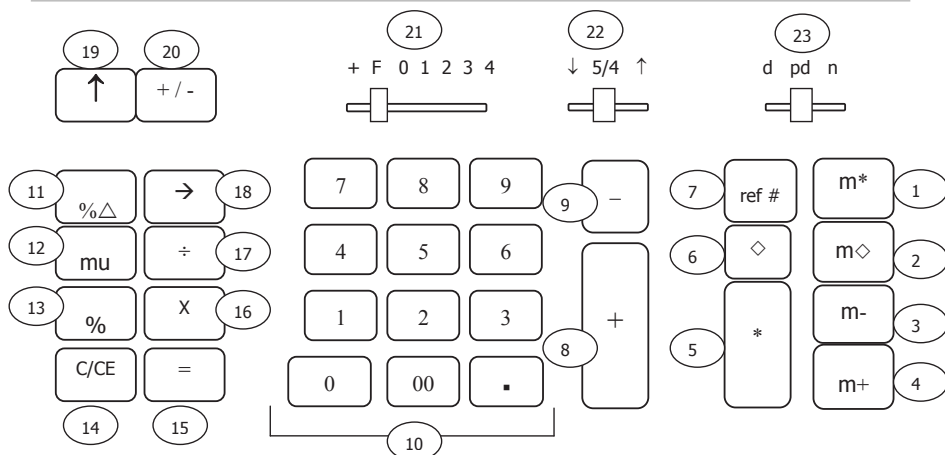 19 20 21 22 23
+ F 0 1 2 3 4 ↓ 5/4 ↑ d pd n
↑ + / -
11 %△ → 18 7 8 9 9 − 7 ref # m* 1
12 mu ÷ 17 4 5 6 6 ◇ m◇ 2
13 % X 16 1 2 3 8 + 5 * m- 3
C/CE = 0 00 . m+ 4
14 15 10